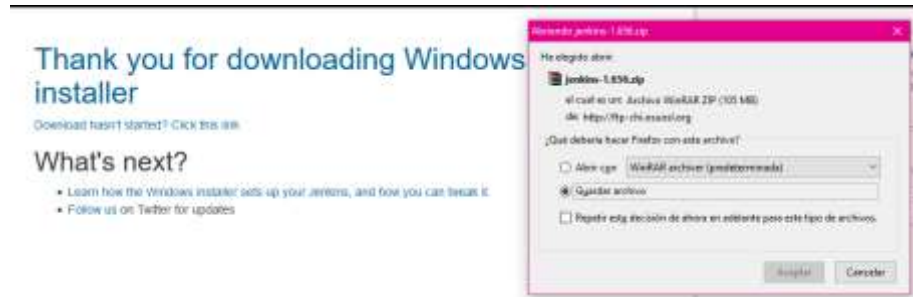 Thank you for downloading Windows
installer
Download hasn't started? Click this link
What's next?
• Learn how the Windows installer sets up your Jenkins, and how you can tweak it
• Follow us on Twitter for updates
Abriendo jenkins-1.656.zip
Ha elegido abrir:
jenkins-1.656.zip
el cual es un: Archivo WinRAR ZIP (105 MB)
de: http://ftp-chi.osuosl.org
¿Qué debería hacer Firefox con este archivo?
Abrir con WinRAR archiver (predeterminada)
Guardar archivo
Repetir esta decisión de ahora en adelante para este tipo de archivos.
Aceptar Cancelar